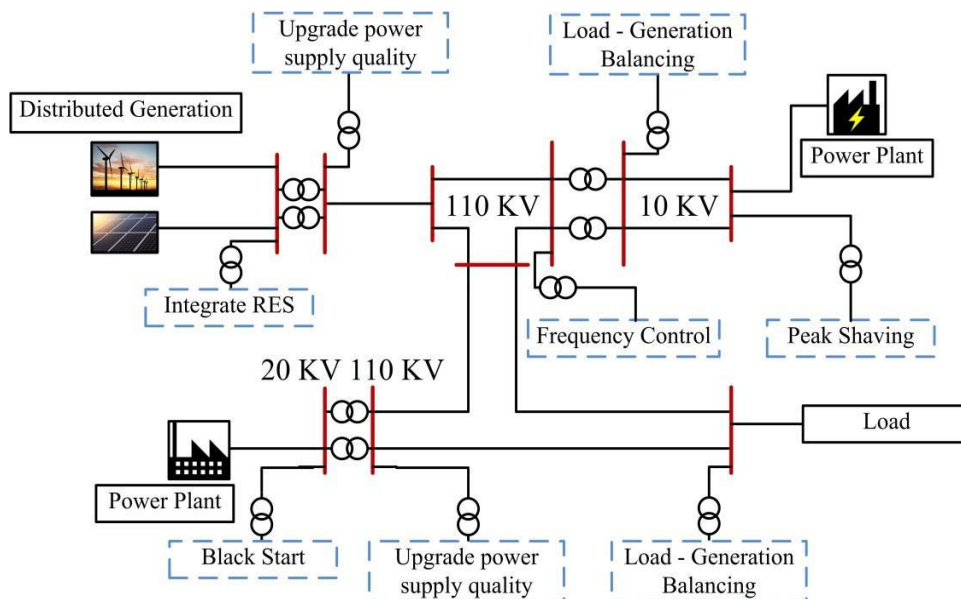 Upgrade power
supply quality
Load - Generation
Balancing
Distributed Generation
Power Plant
110 KV
10 KV
Integrate RES
Frequency Control
Peak Shaving
20 KV
110 KV
Load
Power Plant
Black Start
Upgrade power
supply quality
Load - Generation
Balancing